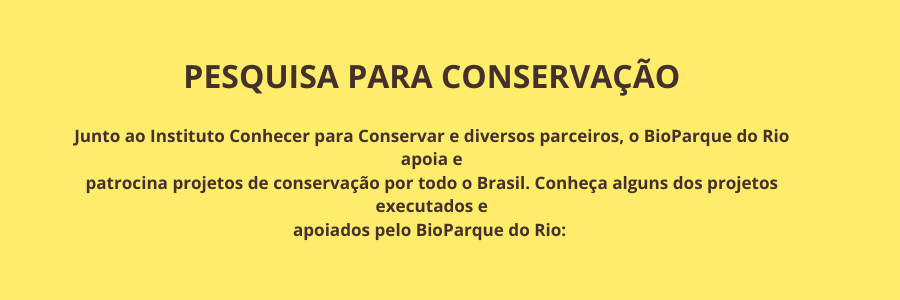 PESQUISA PARA CONSERVAÇÃO
Junto ao Instituto Conhecer para Conservar e diversos parceiros, o BioParque do Rio
apoia e
patrocina projetos de conservação por todo o Brasil. Conheça alguns dos projetos
executados e
apoiados pelo BioParque do Rio: